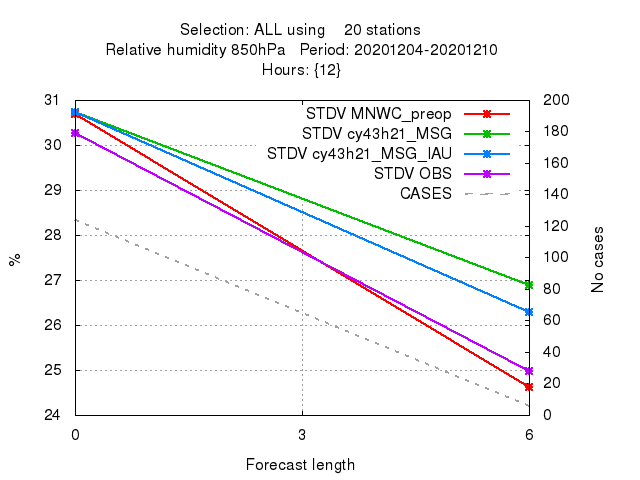 Selection: ALL using 20 stations
Relative humidity 850hPa Period: 20201204-20201210
Hours: {12}
STDV MNWC_preop
STDV cy43h21_MSG
STDV cy43h21_MSG_IAU
STDV OBS
CASES
31
30
29
28
27
26
25
24
%
200
180
160
140
120
100
80
60
40
20
0
No cases
0 3 6
Forecast length